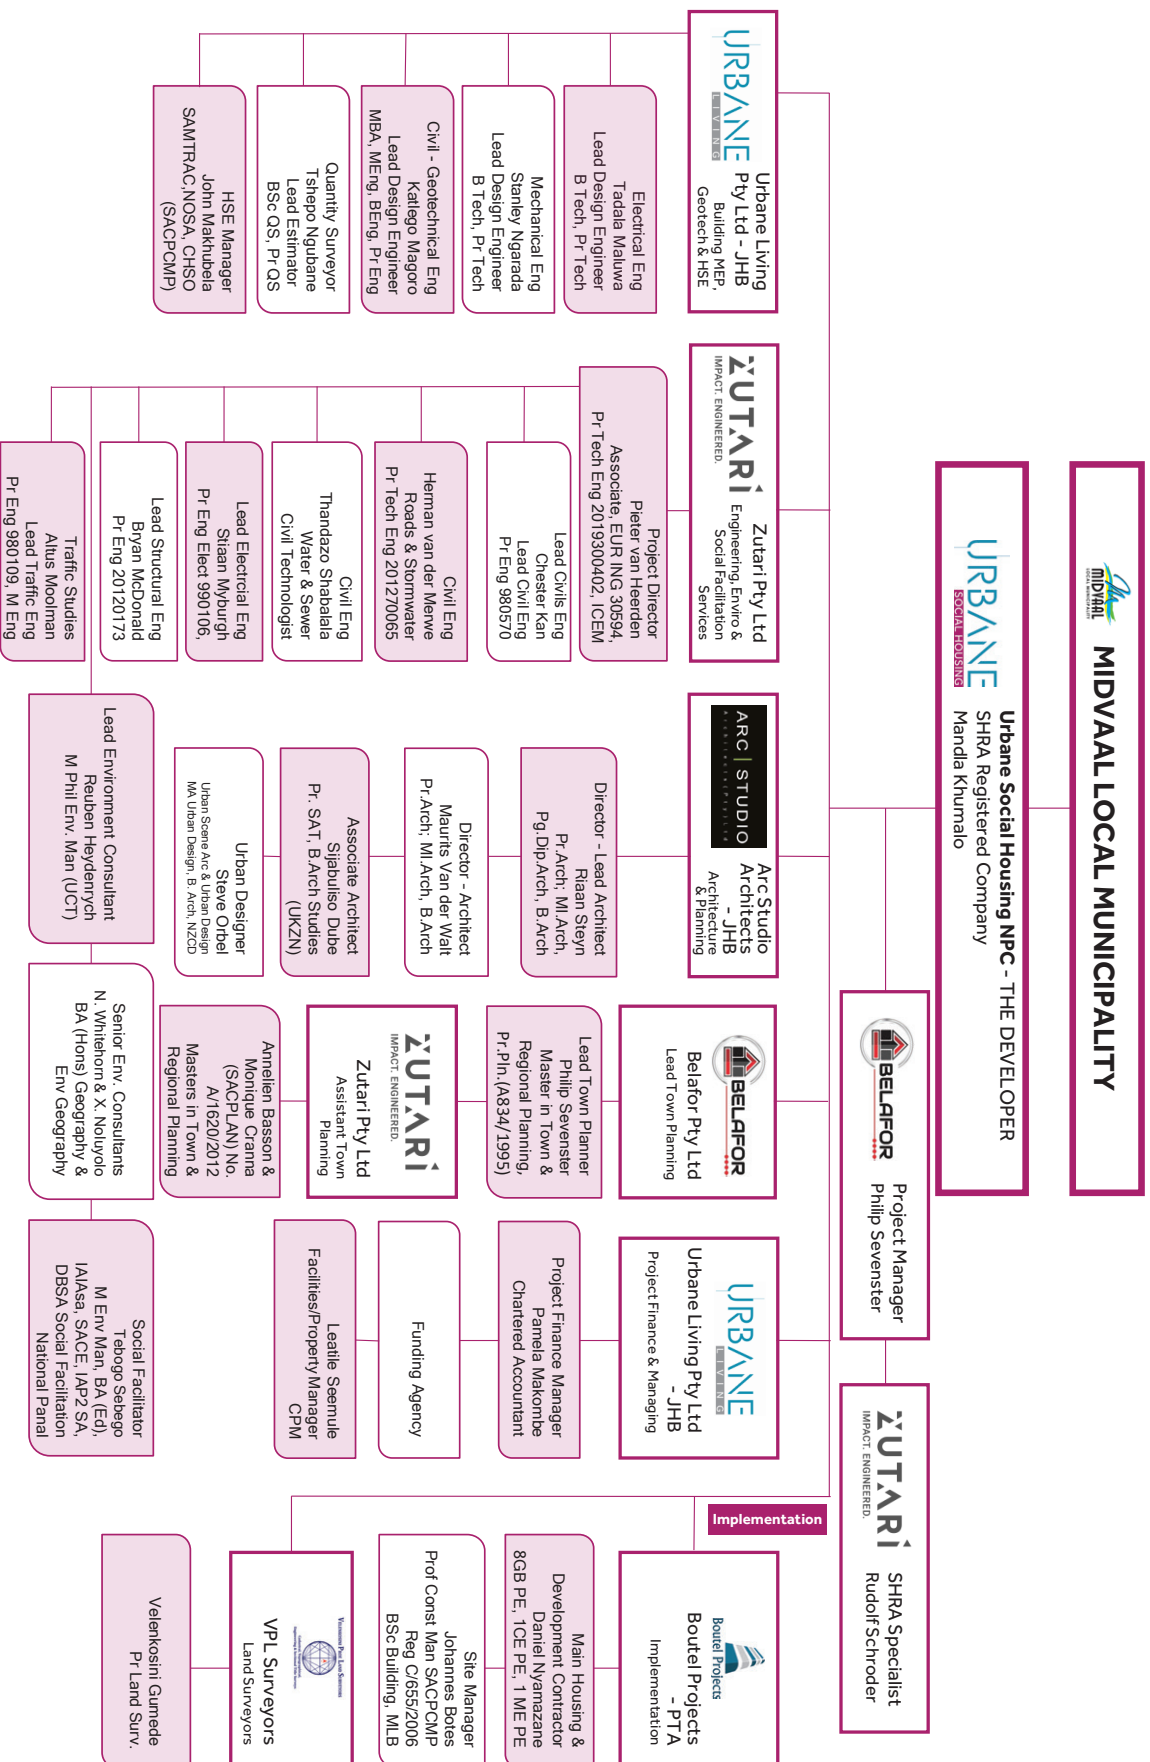 MIDVAAL
LOCAL MUNICIPALITY
MIDVAAL LOCAL MUNICIPALITY
URBANE
SOCIAL HOUSING
Urbane Social Housing NPC - THE DEVELOPER
SHRA Registered Company
Mandla Khumalo
BELAFOR
Project Manager
Philip Sevenster
ZUTARI
IMPACT. ENGINEERED.
SHRA Specialist
Rudolf Schroder
URBANE
LIVING
Urbane Living
Pty Ltd - JHB
Building MEP,
Geotech & HSE
Electrical Eng
Tadala Maluwa
Lead Design Engineer
B Tech, Pr Tech
Mechanical Eng
Stanley Ngarada
Lead Design Engineer
B Tech, Pr Tech
Civil - Geotechnical Eng
Katlego Magoro
Lead Design Engineer
MBA, MEng, BEng, Pr Eng
Quantity Surveyor
Tshepo Ngubane
Lead Estimator
BSc QS, Pr QS
HSE Manager
John Makhubela
SAMTRAC,NOSA, CHSO
(SACPCMP)
ZUTARI
IMPACT. ENGINEERED.
Zutari Pty Ltd
Engineering, Enviro &
Social Facilitation
Services
Project Director
Pieter van Heerden
Associate, EUR ING 30594,
Pr Tech Eng 2019300402, ICEM
Lead Civils Eng
Chester Kan
Lead Civil Eng
Pr Eng 980570
Civil Eng
Herman van der Merwe
Roads & Stormwater
Pr Tech Eng 201270065
Civil Eng
Thandazo Shabalala
Water & Sewer
Civil Technologist
Lead Electrcial Eng
Stiaan Myburgh
Pr Eng Elect 990106,
Lead Structural Eng
Bryan McDonald
Pr Eng 20120173
Traffic Studies
Altus Moolman
Lead Traffic Eng
Pr Eng 980109, M Eng
Lead Environment Consultant
Reuben Heydenrych
M Phil Env. Man (UCT)
Senior Env. Consultants
N. Whitehorn & X. Noluyolo
BA (Hons) Geography &
Env Geography
Social Facilitator
Tebogo Sebego
M Env Man, BA (Ed),
IAIAsa, SACE, IAP2 SA,
DBSA Social Facilitation
National Panal
ARC | STUDIO
Architects(Pty)Ltd
Arc Studio
Architects
- JHB
Architecture
& Planning
Director - Lead Architect
Riaan Steyn
Pr.Arch; MI.Arch,
Pg.Dip.Arch, B.Arch
Director - Architect
Maurits Van der Walt
Pr.Arch; MI.Arch, B.Arch
Associate Architect
Sijabuliso Dube
Pr. SAT, B.Arch Studies
(UKZN)
Urban Designer
Steve Orbel
Urban Scene Arc & Urban Design
MA Urban Design, B. Arch, NZCD
BELAFOR
Belafor Pty Ltd
Lead Town Planning
Lead Town Planner
Philip Sevenster
Master in Town &
Regional Planning,
Pr.Pln.(A834/1995)
ZUTARI
IMPACT. ENGINEERED.
Zutari Pty Ltd
Assistant Town
Planning
Annelien Basson &
Monique Cranna
(SACPLAN) No.
A/1620/2012
Masters in Town &
Regional Planning
URBANE
LIVING
Urbane Living Pty Ltd
- JHB
Project Finance & Managing
Project Finance Manager
Pamela Makombe
Chartered Accountant
Funding Agency
Leatile Seemule
Facilities/Property Manager
CPM
Implementation
Boutel Projects
Boutel Projects
- PTA
Implementation
Main Housing &
Development Contractor
Daniel Nyamazane
8GB PE, 1CE PE, 1 ME PE
Site Manager
Johannes Botes
Prof Const Man SACPCMP
Reg C/655/2006
BSc Building, MLB
VPL Surveyors
Land Surveyors
Velenkosini Gumede
Pr Land Surv.